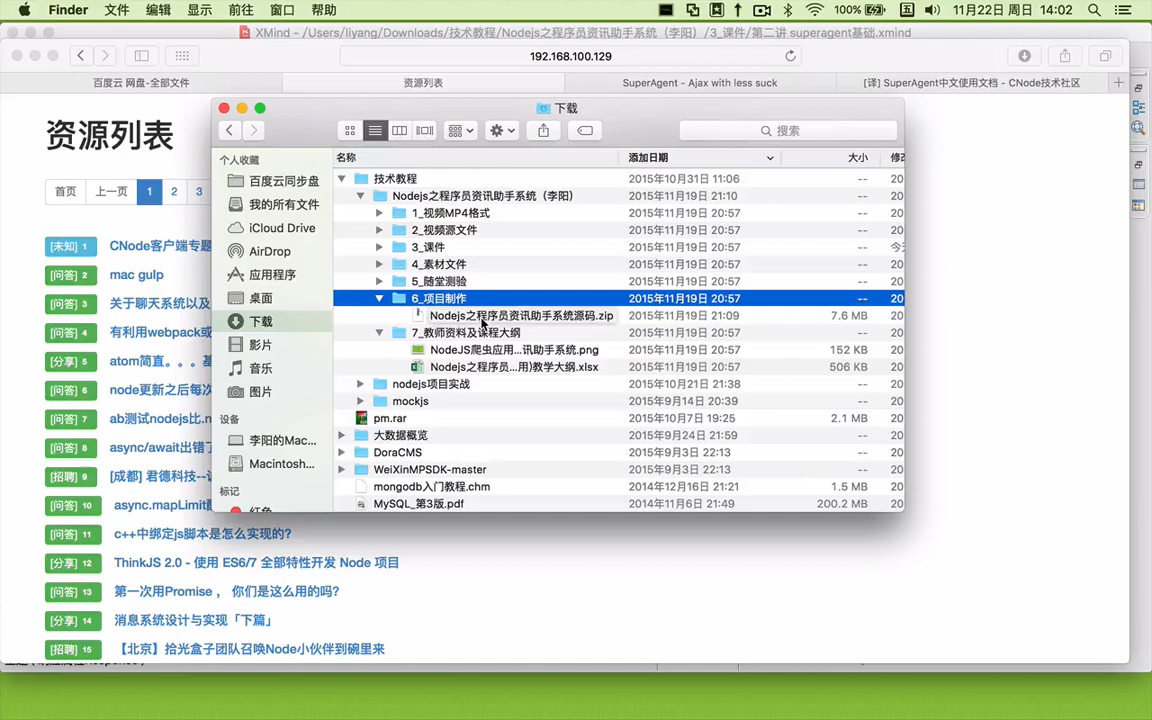 Finder 文件 编辑 显示 前往 窗口 帮助 100% 五 11月22日 周日 14:02
XMind - /Users/liyang/Downloads/技术教程/Nodejs之程序员资讯助手系统（李阳）/3_课件/第二讲 superagent基础.xmind
192.168.100.129
百度云 网盘-全部文件 资源列表 SuperAgent - Ajax with less suck [译] SuperAgent中文使用文档 - CNode技术社区
资源列表
首页 上一页 1 2 3
[未知] 1 CNode客户端专题
[问答] 2 mac gulp
[问答] 3 关于聊天系统以及
[问答] 4 有利用webpack或
[分享] 5 atom简直。。。基
[问答] 6 node更新之后每次
[问答] 7 ab测试nodejs比.n
[问答] 8 async/await出错了
[招聘] 9 [成都] 君德科技--
[问答] 10 async.mapLimit
[问答] 11 c++中绑定js脚本是怎么实现的?
[分享] 12 ThinkJS 2.0 - 使用 ES6/7 全部特性开发 Node 项目
[问答] 13 第一次用Promise ， 你们是这么用的吗?
[分享] 14 消息系统设计与实现「下篇」
[招聘] 15 【北京】拾光盒子团队召唤Node小伙伴到碗里来
下载
搜索
个人收藏
百度云同步盘
我的所有文件
iCloud Drive
AirDrop
应用程序
桌面
下载
影片
音乐
图片
设备
李阳的Mac...
Macintosh...
标记
红色
名称 添加日期 大小 修改
技术教程 2015年10月31日 11:06 -- 20
Nodejs之程序员资讯助手系统（李阳） 2015年11月19日 21:10 -- 20
1_视频MP4格式 2015年11月19日 20:57 -- 20
2_视频源文件 2015年11月19日 20:57 -- 20
3_课件 2015年11月19日 20:57 -- 今天
4_素材文件 2015年11月19日 20:57 -- 20
5_随堂测验 2015年11月19日 20:57 -- 20
6_项目制作 2015年11月19日 20:57 -- 20
Nodejs之程序员资讯助手系统源码.zip 2015年11月19日 21:09 7.6 MB 20
7_教师资料及课程大纲 2015年11月19日 20:57 -- 20
NodeJS爬虫应用...讯助手系统.png 2015年11月19日 20:57 152 KB 20
Nodejs之程序员...用)教学大纲.xlsx 2015年11月19日 20:57 506 KB 20
nodejs项目实战 2015年10月21日 21:38 -- 20
mockjs 2015年9月14日 20:39 -- 20
pm.rar 2015年10月7日 19:25 2.1 MB 20
大数据概览 2015年9月24日 21:59 -- 20
DoraCMS 2015年9月3日 22:13 -- 20
WeiXinMPSDK-master 2015年9月3日 22:13 -- 20
mongodb入门教程.chm 2014年12月16日 21:21 1.5 MB 20
MySQL_第3版.pdf 2014年11月6日 21:49 200.2 MB 20